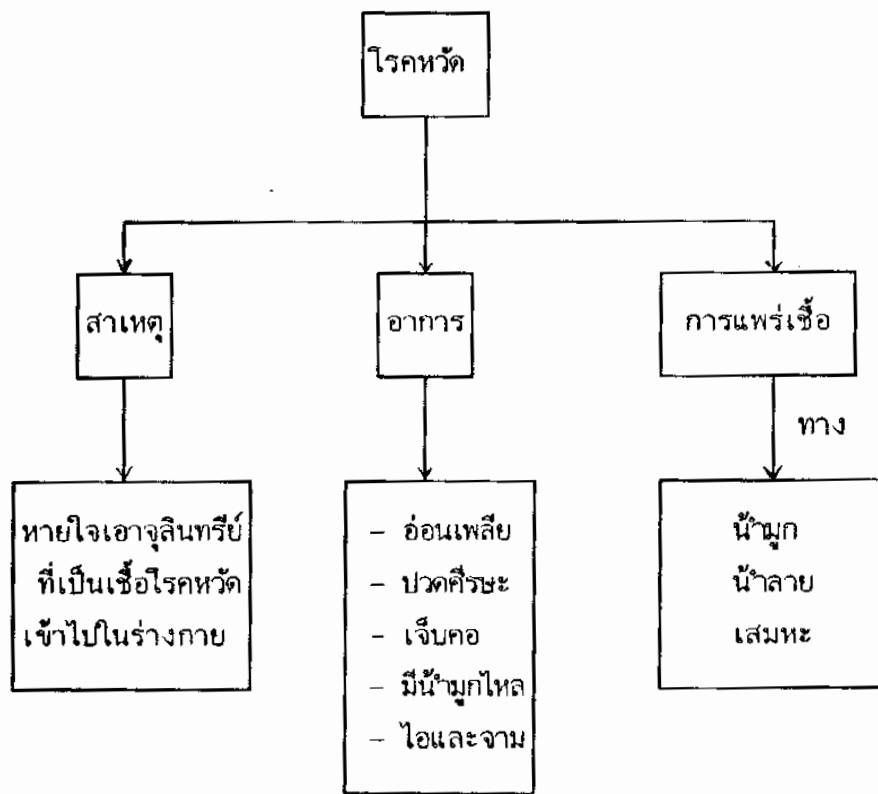 โรคหวัด
สาเหตุ
อาการ
การแพร่เชื้อ
ทาง
หายใจเอาจุลินทรีย์
ที่เป็นเชื้อโรคหวัด
เข้าไปในร่างกาย
- อ่อนเพลีย
- ปวดศีรษะ
- เจ็บคอ
- มีน้ำมูกไหล
- ไอและจาม
น้ำมูก
น้ำลาย
เสมหะ